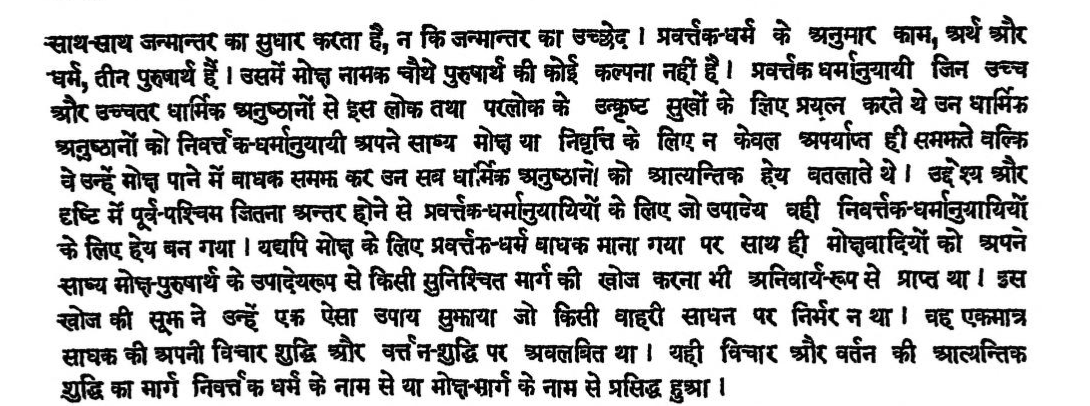 साथ-साथ जन्मान्तर का सुधार करता है, न कि जन्मान्तर का उच्छेद । प्रवर्त्तक-धर्म के अनुमार काम, अर्थ और
धर्म, तीन पुरुषार्थ हैं । उसमें मोक्ष नामक चौथे पुरुषार्थ की कोई कल्पना नहीं है । प्रवर्त्तक धर्मानुयायी जिन उच्च
और उच्चतर धार्मिक अनुष्ठानों से इस लोक तथा परलोक के उत्कृष्ट सुखों के लिए प्रयत्न करते थे उन धार्मिक
अनुष्ठानों को निवर्त्तक-धर्मानुयायी अपने साध्य मोक्ष या निवृत्ति के लिए न केवल अपर्याप्त ही समझते वल्कि
वे उन्हें मोक्ष पाने में वाधक समझ कर उन सब धार्मिक अनुष्ठानों को आत्यन्तिक हेय वतलाते थे । उद्देश्य और
दृष्टि में पूर्व-पश्चिम जितना अन्तर होने से प्रवर्त्तक-धर्मानुयायियों के लिए जो उपादेय वही निवर्त्तक-धर्मानुयायियों
के लिए हेय बन गया । यद्यपि मोक्ष के लिए प्रवर्त्तक-धर्म बाधक माना गया पर साथ ही मोक्षवादियों को अपने
साध्य मोक्ष-पुरुषार्थ के उपादेयरूप से किसी सुनिश्चित मार्ग की खोज करना भी अनिवार्य-रूप से प्राप्त था । इस
खोज की सूझ ने उन्हें एक ऐसा उपाय सुझाया जो किसी वाहरी साधन पर निर्भर न था । वह एकमात्र
साधक की अपनी विचार शुद्धि और वर्त्तन-शुद्धि पर अवलंबित था । यही विचार और वर्तन की आत्यन्तिक
शुद्धि का मार्ग निवर्त्तक धर्म के नाम से या मोक्ष-मार्ग के नाम से प्रसिद्ध हुआ ।